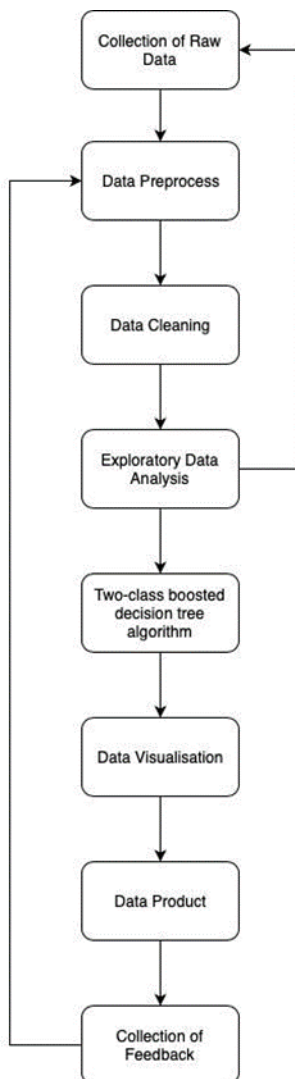 Collection of Raw
Data
Data Preprocess
Data Cleaning
Exploratory Data
Analysis
Two-class boosted
decision tree
algorithm
Data Visualisation
Data Product
Collection of
Feedback